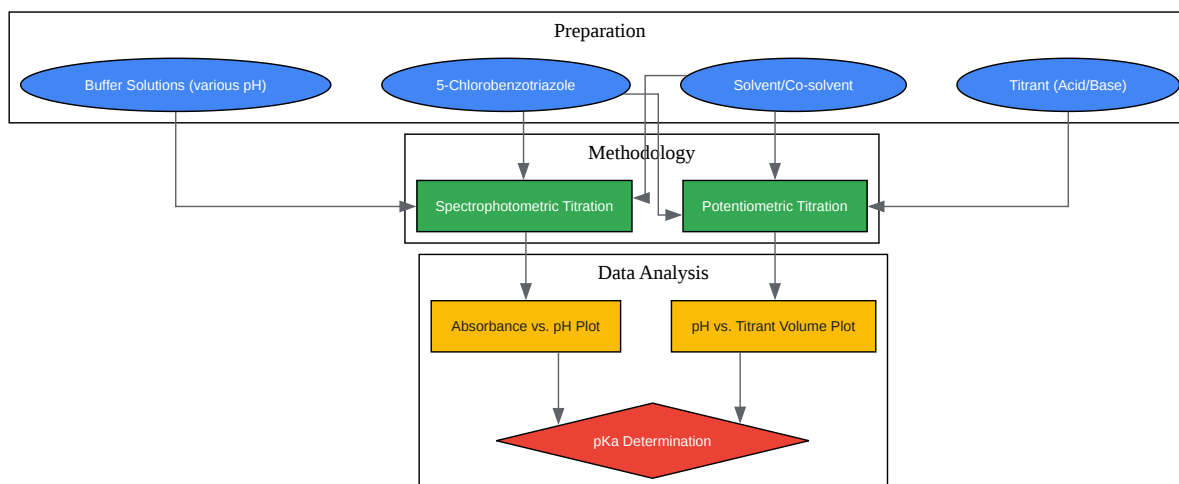 Preparation
Buffer Solutions (various pH)
5-Chlorobenzotriazole
Solvent/Co-solvent
Titrant (Acid/Base)
Methodology
Spectrophotometric Titration
Potentiometric Titration
Data Analysis
Absorbance vs. pH Plot
pH vs. Titrant Volume Plot
pKa Determination